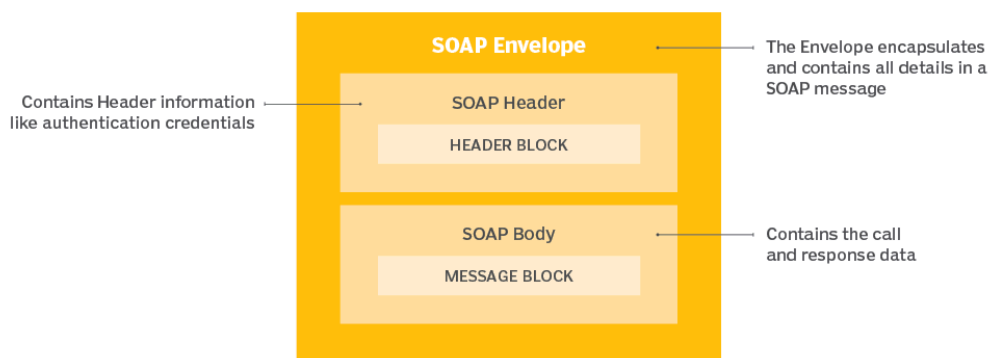 SOAP Envelope
The Envelope encapsulates
and contains all details in a
SOAP message
Contains Header information
like authentication credentials
SOAP Header
HEADER BLOCK
SOAP Body
MESSAGE BLOCK
Contains the call
and response data